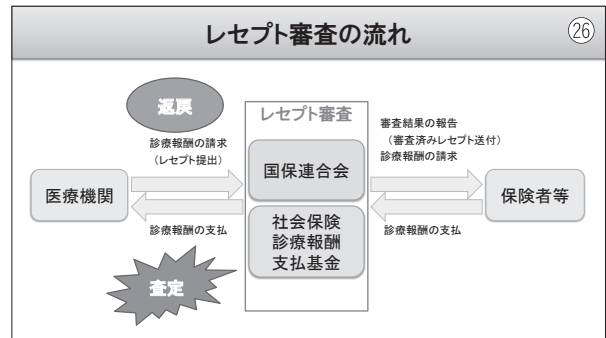 レセプト審査の流れ
㉖
返戻
レセプト審査
診療報酬の請求
（レセプト提出）
審査結果の報告
（審査済みレセプト送付）
診療報酬の請求
医療機関
国保連合会
保険者等
診療報酬の支払
社会保険
診療報酬
支払基金
診療報酬の支払
査定